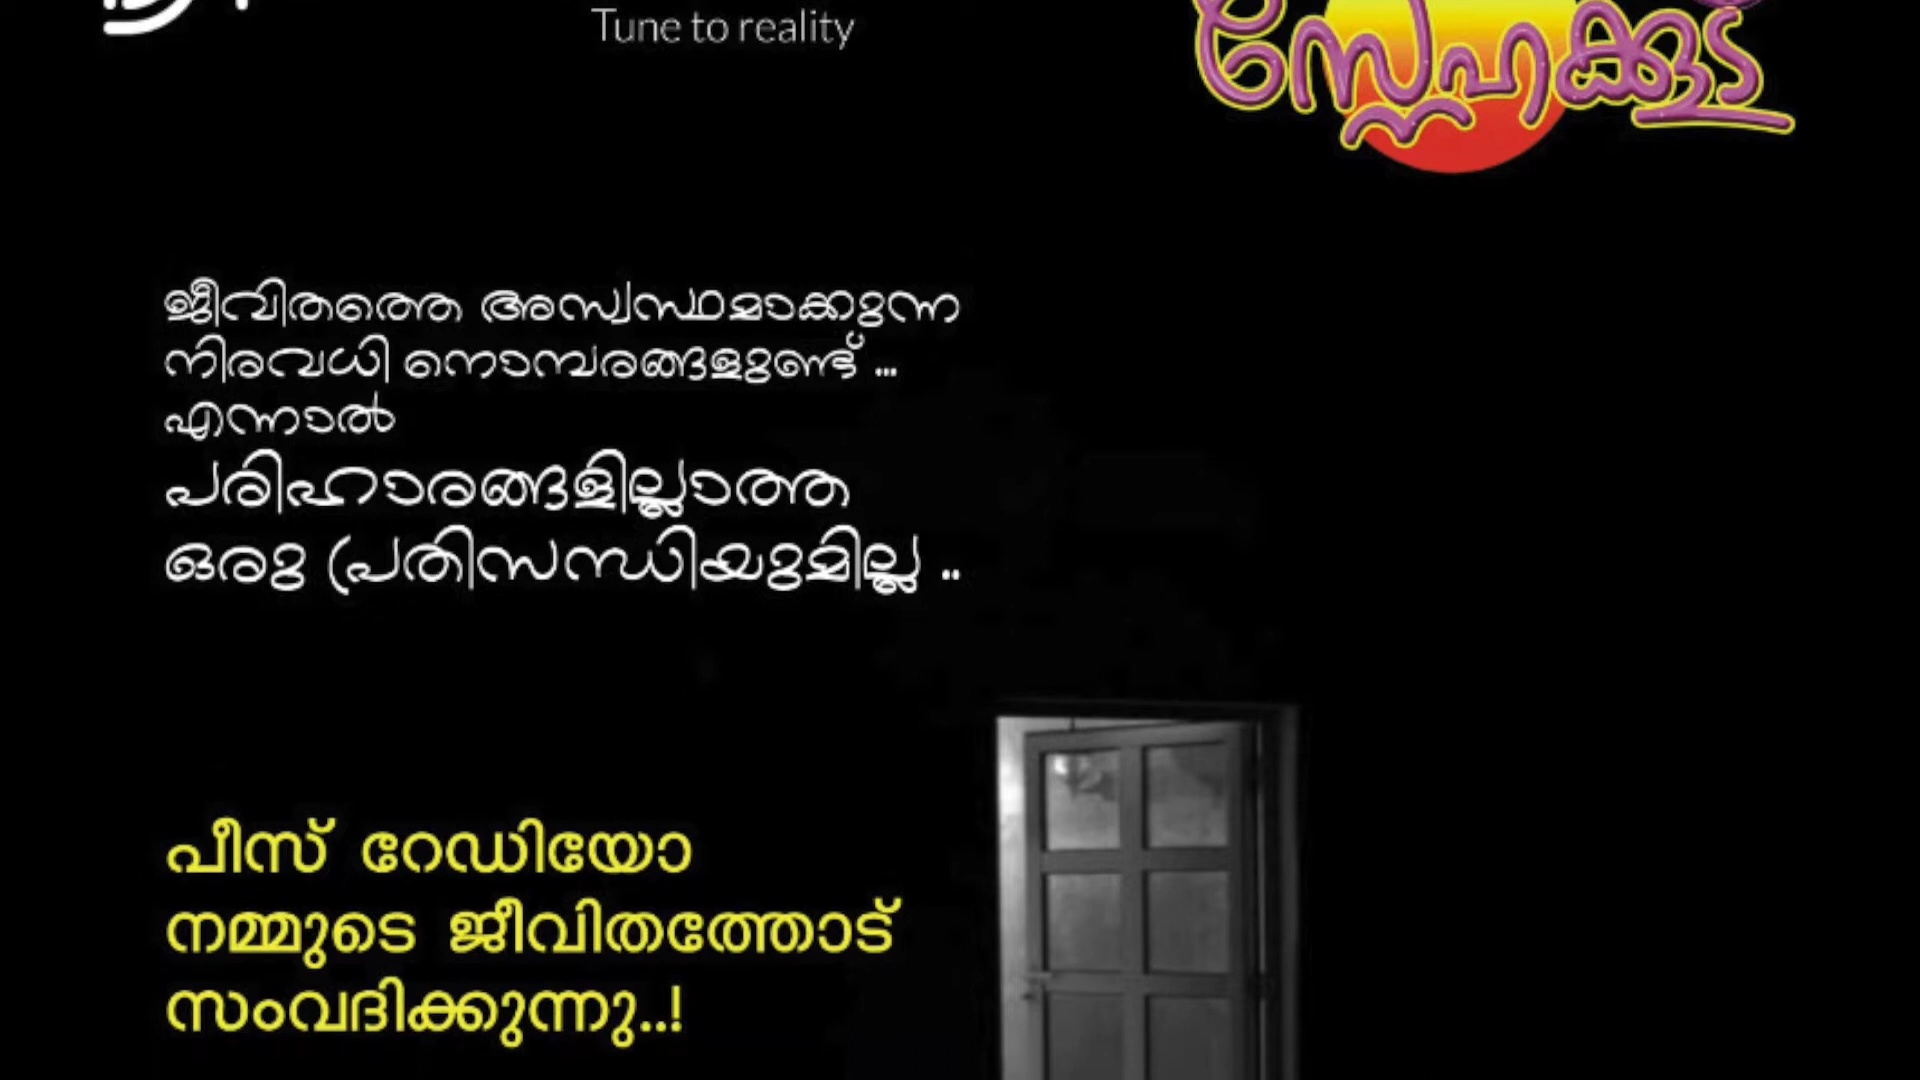 Tune to reality
സ്നേഹക്കൂട്
ജീവിതത്തെ അസ്വസ്ഥമാക്കുന്ന
നിരവധി നൊമ്പരങ്ങളുണ്ട് ...
എന്നാൽ
പരിഹാരങ്ങളില്ലാത്ത
ഒരു പ്രതിസന്ധിയുമില്ല ..
പീസ് റേഡിയോ
നമ്മുടെ ജീവിതത്തോട്
സംവദിക്കുന്നു..!